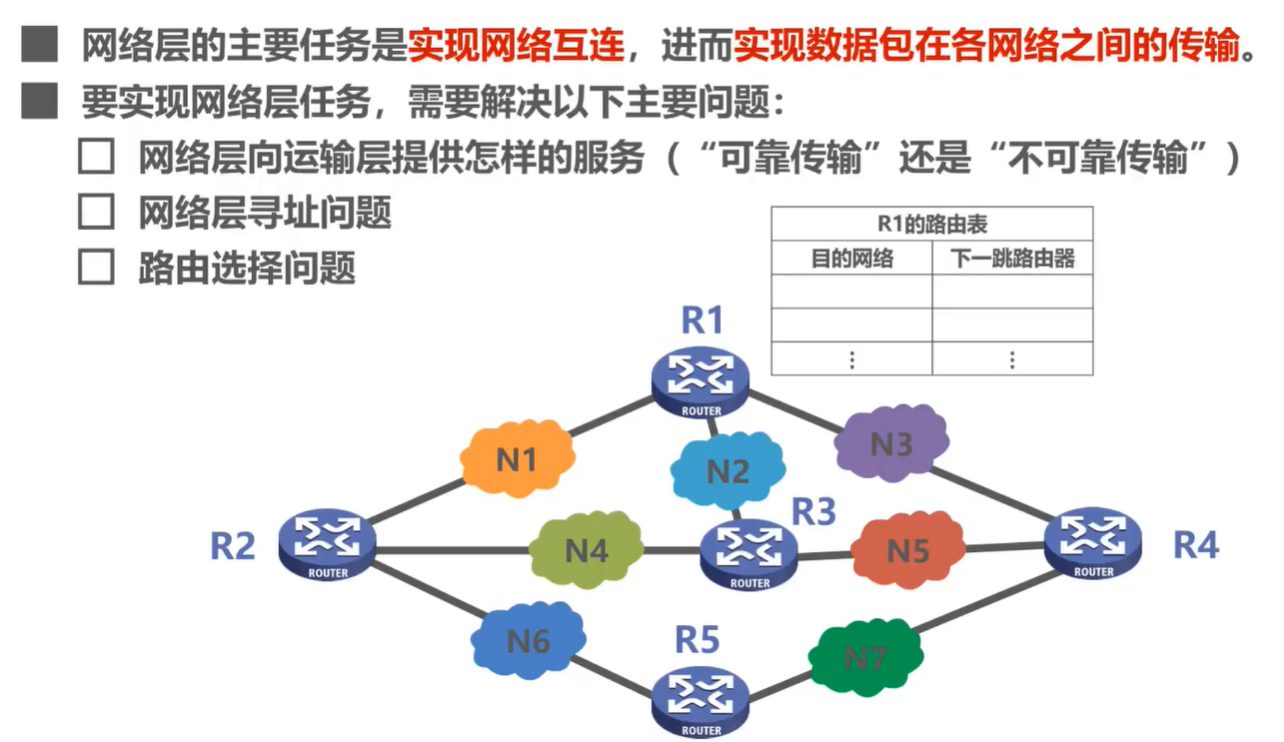 网络层的主要任务是实现网络互连，进而实现数据包在各网络之间的传输。
要实现网络层任务，需要解决以下主要问题：
网络层向运输层提供怎样的服务（“可靠传输”还是“不可靠传输”）
网络层寻址问题
路由选择问题
R1的路由表
目的网络 下一跳路由器
⋮ ⋮
R1
ROUTER
N1
N2
N3
R2
ROUTER
N4
R3
ROUTER
N5
ROUTER
R4
N6
R5
ROUTER
N7